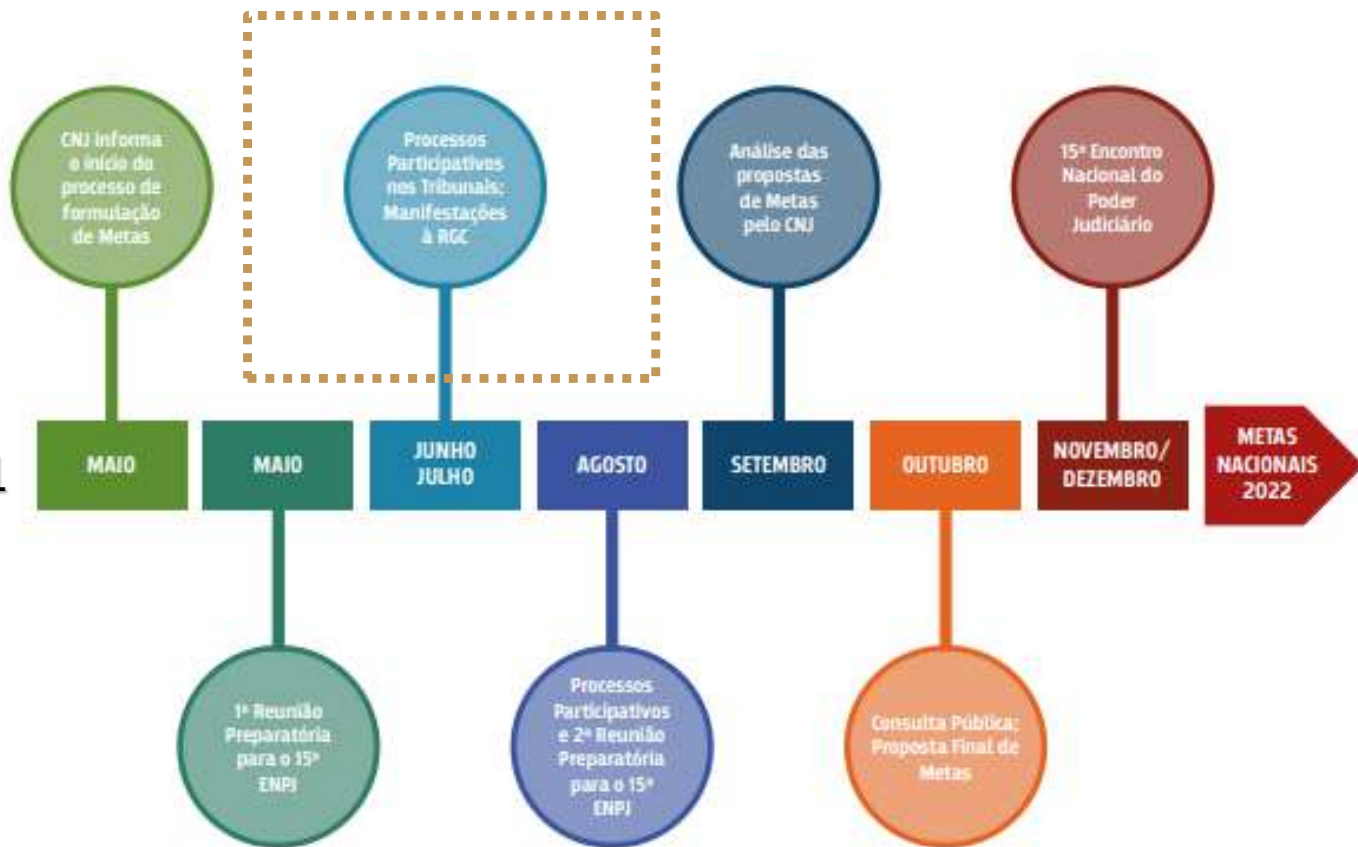 CNJ informa
o início do
processo de
formulação
de Metas
Processos
Participativos
nos Tribunais;
Manifestações
à RGC
Análise das
propostas
de Metas
pelo CNJ
15º Encontro
Nacional do
Poder
Judiciário
1
MAIO
MAIO
JUNHO
JULHO
AGOSTO
SETEMBRO
OUTUBRO
NOVEMBRO/
DEZEMBRO
METAS
NACIONAIS
2022
1ª Reunião
Preparatória
para o 15º
ENPJ
Processos
Participativos
e 2ª Reunião
Preparatória
para o 15º
ENPJ
Consulta Pública;
Proposta Final de
Metas